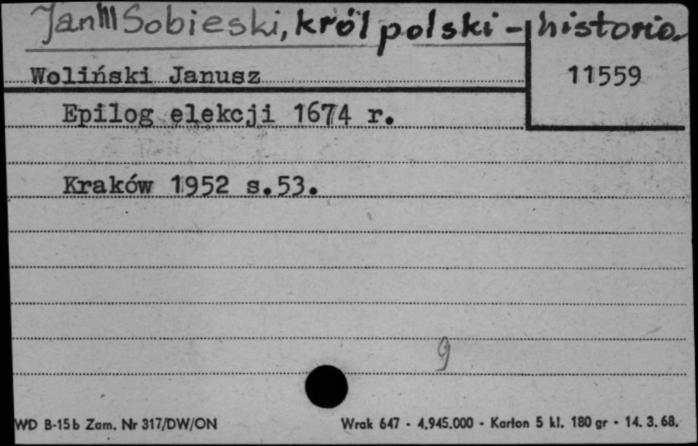 Jan III Sobieski, król polski - historia.
Woliński Janusz
11559
Epilog elekcji 1674 r.
Kraków 1952 s.53.
9
WD B-15b Zam. Nr 317/DW/ON
Wrak 647 - 4.945.000 - Karton 5 kl. 180 gr - 14. 3. 68.